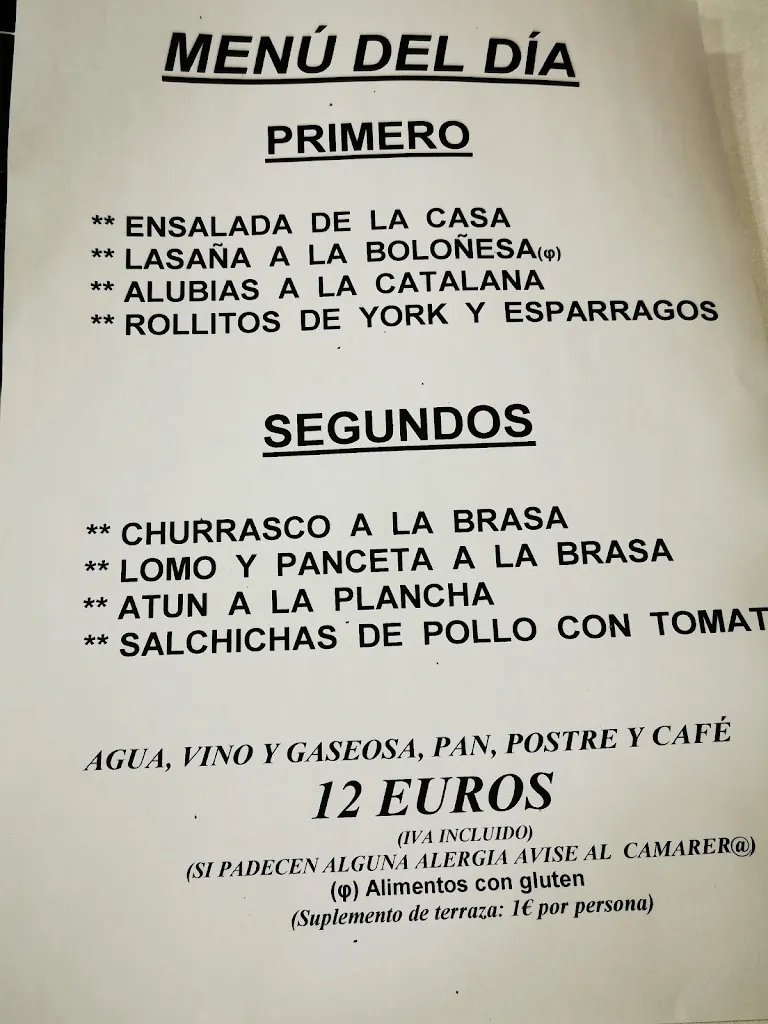 MENÚ DEL DÍA
PRIMERO
** ENSALADA DE LA CASA
** LASAÑA A LA BOLOÑESA(φ)
** ALUBIAS A LA CATALANA
** ROLLITOS DE YORK Y ESPARRAGOS
SEGUNDOS
** CHURRASCO A LA BRASA
** LOMO Y PANCETA A LA BRASA
** ATUN A LA PLANCHA
** SALCHICHAS DE POLLO CON TOMAT
AGUA, VINO Y GASEOSA, PAN, POSTRE Y CAFÉ
12 EUROS
(IVA INCLUIDO)
(SI PADECEN ALGUNA ALERGIA AVISE AL CAMARER@)
(φ) Alimentos con gluten
(Suplemento de terraza: 1€ por persona)